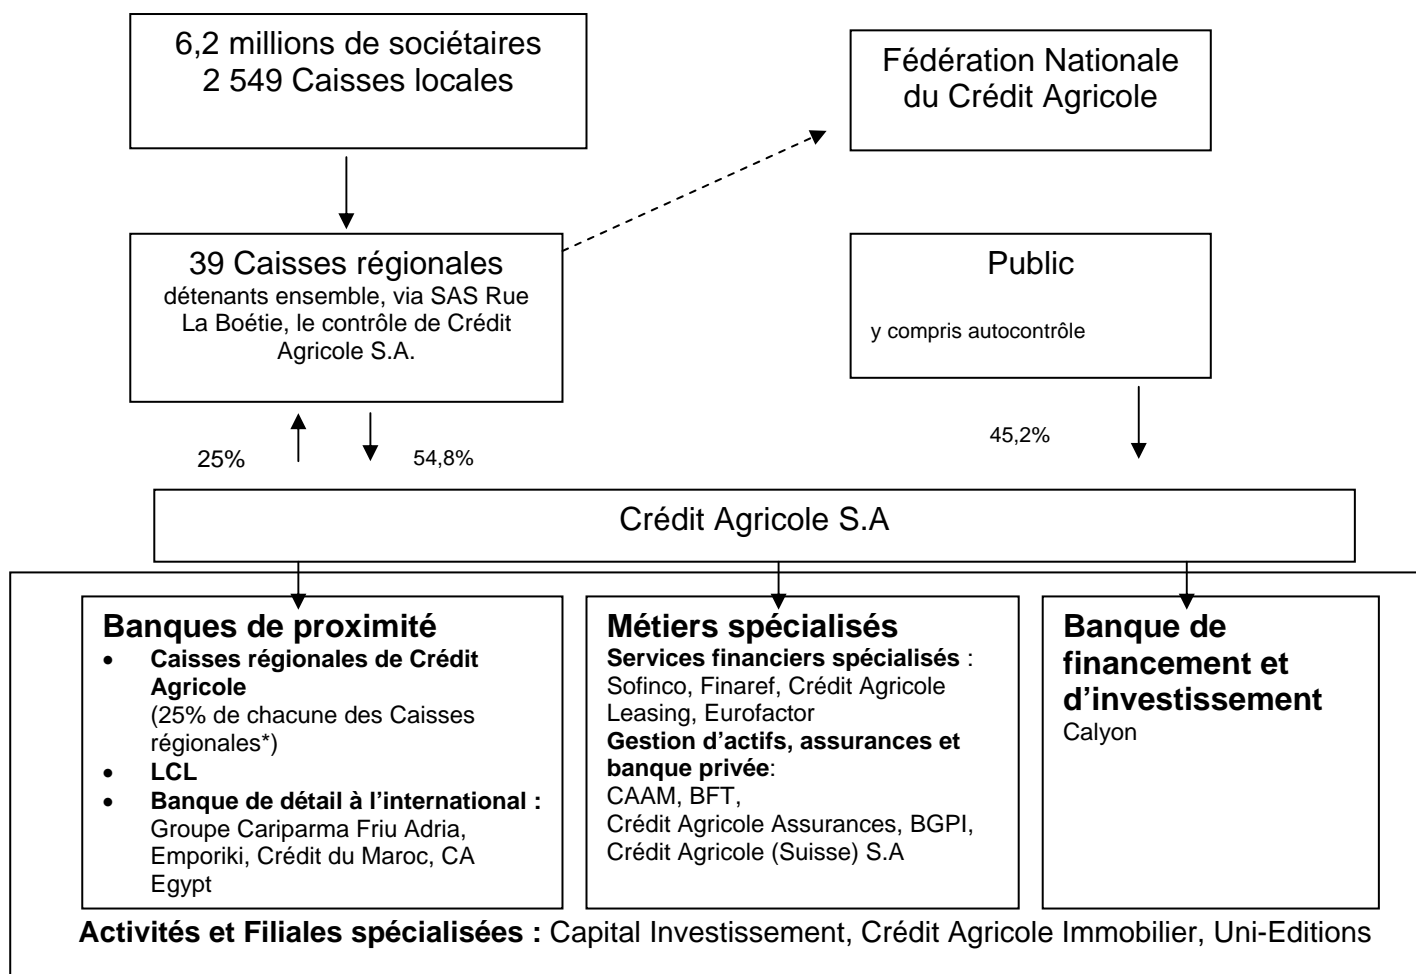 6,2 millions de sociétaires
2 549 Caisses locales
Fédération Nationale
du Crédit Agricole
39 Caisses régionales
détenants ensemble, via SAS Rue
La Boétie, le contrôle de Crédit
Agricole S.A.
Public
y compris autocontrôle
25%
54,8%
45,2%
Crédit Agricole S.A
Banques de proximité
• Caisses régionales de Crédit
Agricole
(25% de chacune des Caisses
régionales*)
• LCL
• Banque de détail à l'international :
Groupe Cariparma Friu Adria,
Emporiki, Crédit du Maroc, CA
Egypt
Métiers spécialisés
Services financiers spécialisés :
Sofinco, Finaref, Crédit Agricole
Leasing, Eurofactor
Gestion d'actifs, assurances et
banque privée:
CAAM, BFT,
Crédit Agricole Assurances, BGPI,
Crédit Agricole (Suisse) S.A
Banque de
financement et
d'investissement
Calyon
Activités et Filiales spécialisées : Capital Investissement, Crédit Agricole Immobilier, Uni-Editions